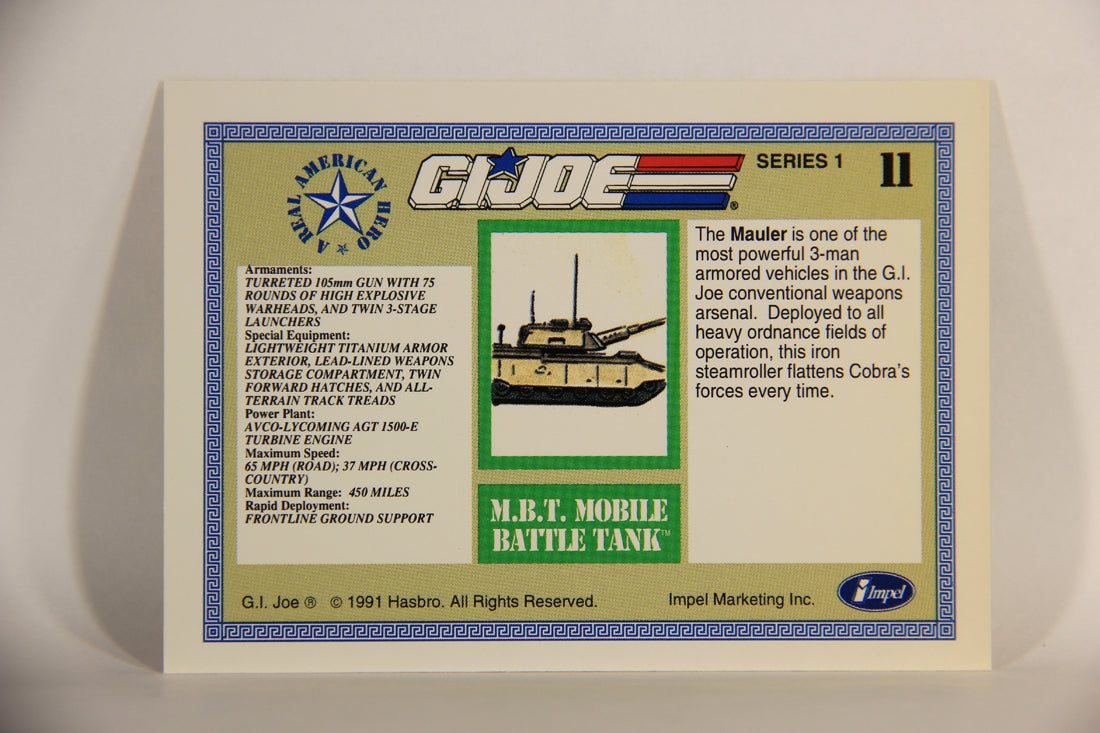 A REAL AMERICAN HERO
G.I.JOE ®
SERIES 1
11
Armaments:
TURRETED 105mm GUN WITH 75
ROUNDS OF HIGH EXPLOSIVE
WARHEADS, AND TWIN 3-STAGE
LAUNCHERS
Special Equipment:
LIGHTWEIGHT TITANIUM ARMOR
EXTERIOR, LEAD-LINED WEAPONS
STORAGE COMPARTMENT, TWIN
FORWARD HATCHES, AND ALL-
TERRAIN TRACK TREADS
Power Plant:
AVCO-LYCOMING AGT 1500-E
TURBINE ENGINE
Maximum Speed:
65 MPH (ROAD); 37 MPH (CROSS-
COUNTRY)
Maximum Range: 450 MILES
Rapid Deployment:
FRONTLINE GROUND SUPPORT
M.B.T. MOBILE
BATTLE TANK™
The Mauler is one of the
most powerful 3-man
armored vehicles in the G.I.
Joe conventional weapons
arsenal. Deployed to all
heavy ordnance fields of
operation, this iron
steamroller flattens Cobra's
forces every time.
G.I. Joe ® © 1991 Hasbro. All Rights Reserved.
Impel Marketing Inc.
Impel